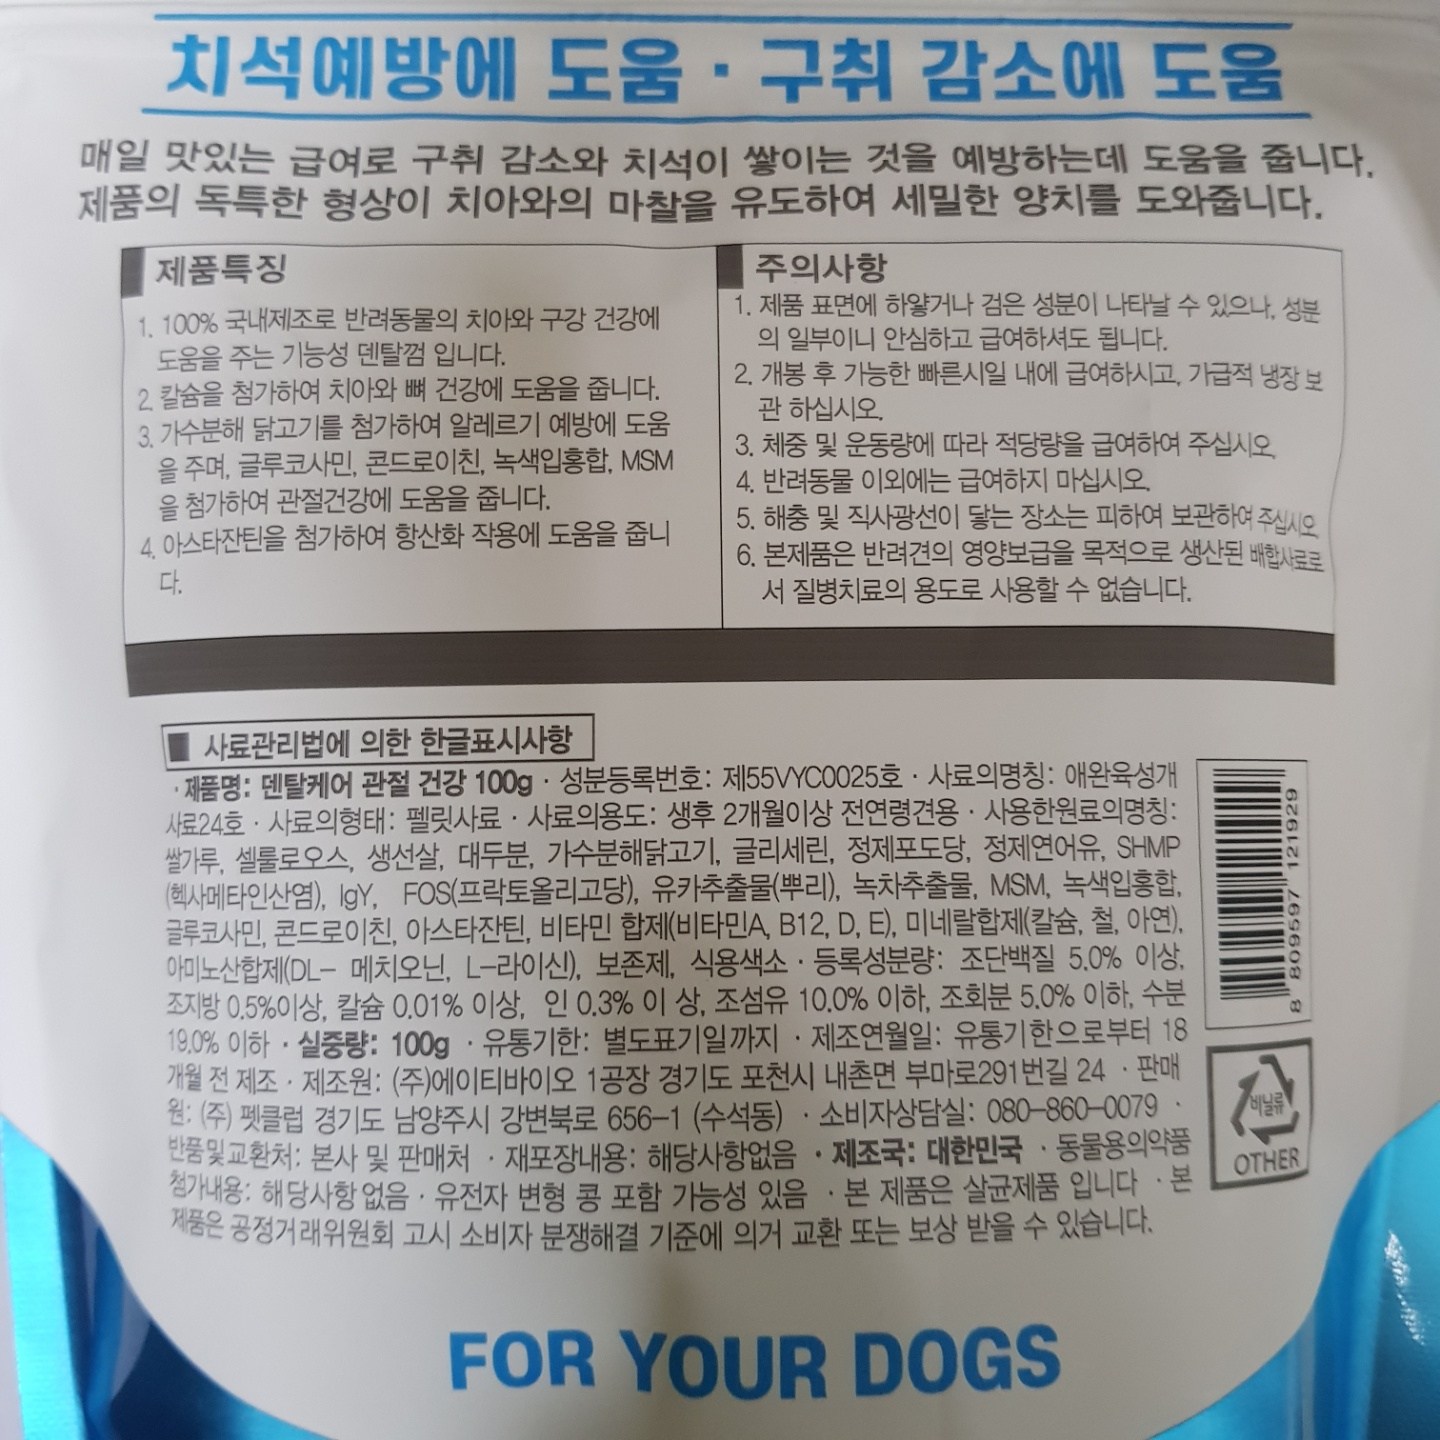 치석예방에 도움 · 구취 감소에 도움
매일 맛있는 급여로 구취 감소와 치석이 쌓이는 것을 예방하는데 도움을 줍니다.
제품의 독특한 형상이 치아와의 마찰을 유도하여 세밀한 양치를 도와줍니다.
제품특징
1. 100% 국내제조로 반려동물의 치아와 구강 건강에
도움을 주는 기능성 덴탈껌 입니다.
2. 칼슘을 첨가하여 치아와 뼈 건강에 도움을 줍니다.
3. 가수분해 닭고기를 첨가하여 알레르기 예방에 도움
을 주며, 글루코사민, 콘드로이친, 녹색입홍합, MSM
을 첨가하여 관절건강에 도움을 줍니다.
4. 아스타잔틴을 첨가하여 항산화 작용에 도움을 줍니
다.
주의사항
1. 제품 표면에 하얗거나 검은 성분이 나타날 수 있으나, 성분
의 일부이니 안심하고 급여하셔도 됩니다.
2. 개봉 후 가능한 빠른시일 내에 급여하시고, 가급적 냉장 보
관 하십시오.
3. 체중 및 운동량에 따라 적당량을 급여하여 주십시오.
4. 반려동물 이외에는 급여하지 마십시오.
5. 해충 및 직사광선이 닿는 장소는 피하여 보관하여 주십시오.
6. 본제품은 반려견의 영양보급을 목적으로 생산된 배합사료로
서 질병치료의 용도로 사용할 수 없습니다.
■ 사료관리법에 의한 한글표시사항
· 제품명: 덴탈케어 관절 건강 100g · 성분등록번호: 제55VYC0025호 · 사료의명칭: 애완육성개
사료24호 · 사료의형태: 펠릿사료 · 사료의용도: 생후 2개월이상 전연령견용 · 사용한원료의명칭:
쌀가루, 셀룰로오스, 생선살, 대두분, 가수분해닭고기, 글리세린, 정제포도당, 정제연어유, SHMP
(헥사메타인산염), IgY, FOS(프락토올리고당), 유카추출물(뿌리), 녹차추출물, MSM, 녹색입홍합,
글루코사민, 콘드로이친, 아스타잔틴, 비타민 합제(비타민A, B12, D, E), 미네랄합제(칼슘, 철, 아연),
아미노산합제(DL- 메치오닌, L-라이신), 보존제, 식용색소 · 등록성분량: 조단백질 5.0% 이상,
조지방 0.5%이상, 칼슘 0.01% 이상, 인 0.3% 이 상, 조섬유 10.0% 이하, 조회분 5.0% 이하, 수분
19.0% 이하 · 실중량: 100g · 유통기한: 별도표기일까지 · 제조연월일: 유통기한으로부터 18
개월 전 제조 · 제조원: (주)에이티바이오 1공장 경기도 포천시 내촌면 부마로291번길 24 · 판매
원: (주) 펫클럽 경기도 남양주시 강변북로 656-1 (수석동) · 소비자상담실: 080-860-0079 ·
반품및교환처: 본사 및 판매처 · 재포장내용: 해당사항없음 · 제조국: 대한민국 · 동물용의약품
첨가내용: 해당사항 없음 · 유전자 변형 콩 포함 가능성 있음 · 본 제품은 살균제품 입니다 · 본
제품은 공정거래위원회 고시 소비자 분쟁해결 기준에 의거 교환 또는 보상 받을 수 있습니다.
8 809597 121929
비닐류
OTHER
FOR YOUR DOGS